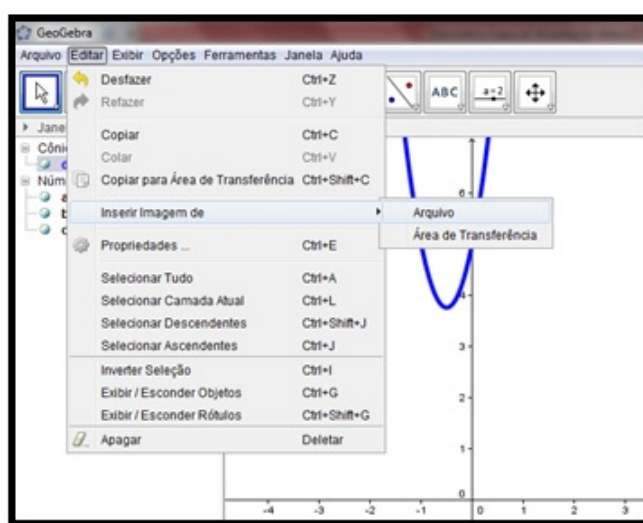 GeoGebra
Arquivo Editar Exibir Opções Ferramentas Janela Ajuda
ABC a=2
Jane
Côni
Núm
a
b
Desfazer Ctrl+Z
Refazer Ctrl+Y
Copiar Ctrl+C
Colar Ctrl+V
Copiar para Área de Transferência Ctrl+Shift+C
Inserir Imagem de
Propriedades ... Ctrl+E
Selecionar Tudo Ctrl+A
Selecionar Camada Atual Ctrl+L
Selecionar Descendentes Ctrl+Shift+J
Selecionar Ascendentes Ctrl+J
Inverter Seleção Ctrl+I
Exibir / Esconder Objetos Ctrl+G
Exibir / Esconder Rótulos Ctrl+Shift+G
Apagar Deletar
Arquivo
Área de Transferência
6
4
3
2
1
0
-4 -3 -2 -1 0 1 2 3